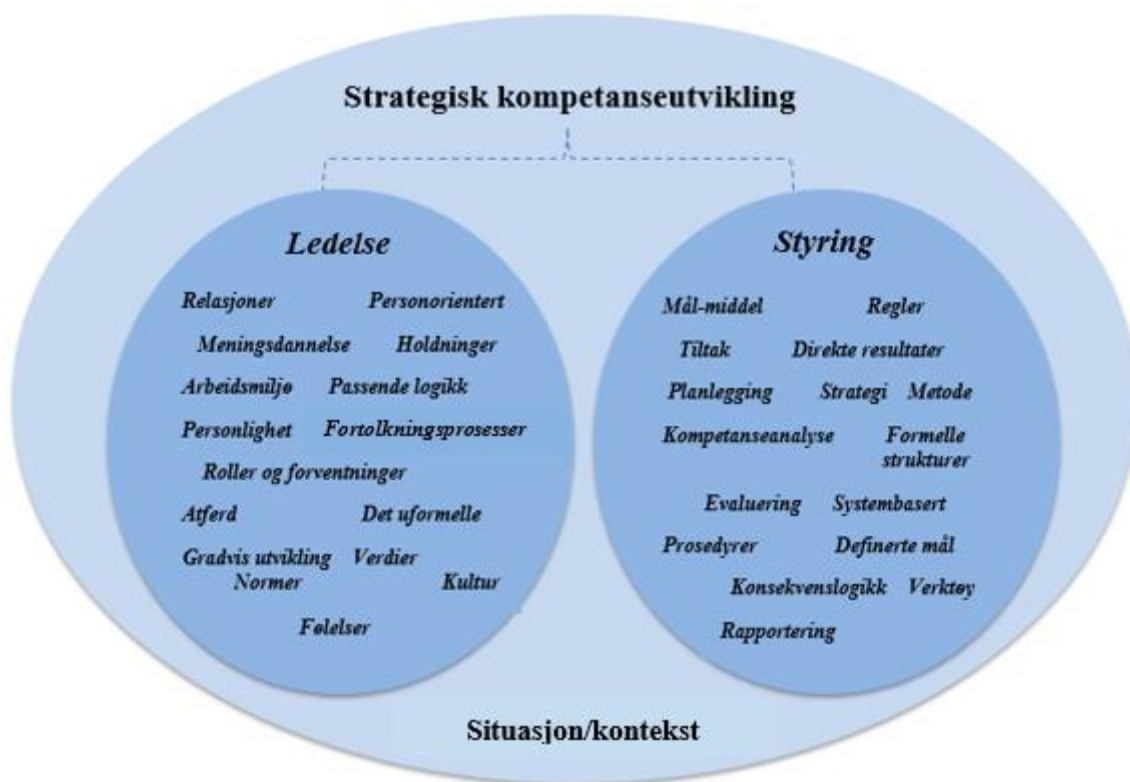 Strategisk kompetanseutvikling
Ledelse
Relasjoner Personorientert
Meningsdannelse Holdninger
Arbeidsmiljø Passende logikk
Personlighet Fortolkningsprosesser
Roller og forventninger
Atferd Det uformelle
Gradvis utvikling Verdier
Normer Kultur
Følelser
Styring
Mål-middel Regler
Tiltak Direkte resultater
Planlegging Strategi Metode
Kompetanseanalyse Formelle
strukturer
Evaluering Systembasert
Prosedyrer Definerte mål
Konsekvenslogikk Verktøy
Rapportering
Situasjon/kontekst